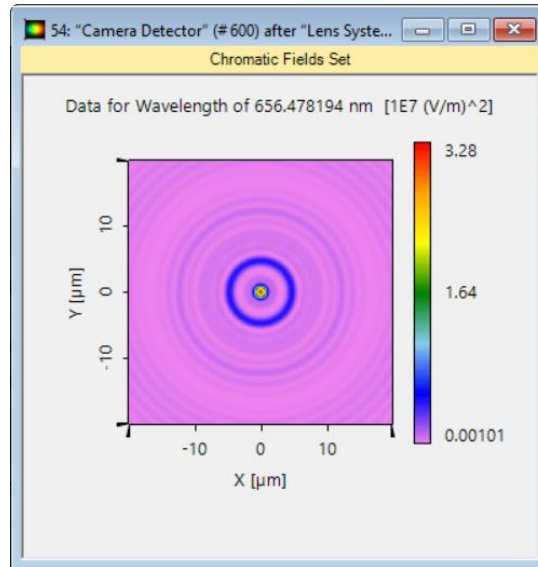 54: "Camera Detector" (# 600) after "Lens Syste...
Chromatic Fields Set
Data for Wavelength of 656.478194 nm [1E7 (V/m)^2]
3.28
1.64
0.00101
Y [µm]
10
0
-10
-10 0 10
X [µm]